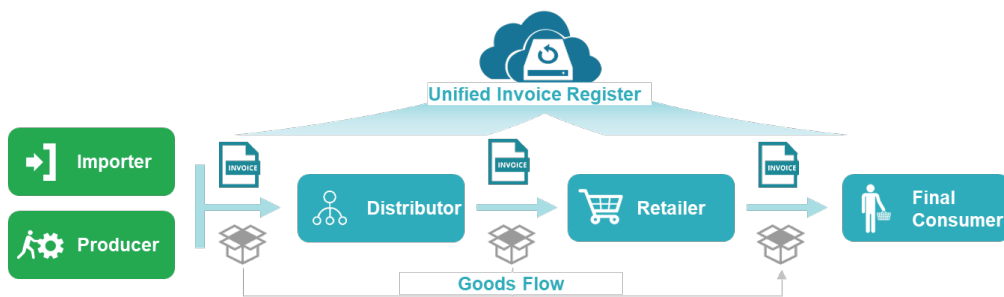 Unified Invoice Register
Importer
Producer
INVOICE
Distributor
INVOICE
Retailer
INVOICE
Final
Consumer
Goods Flow